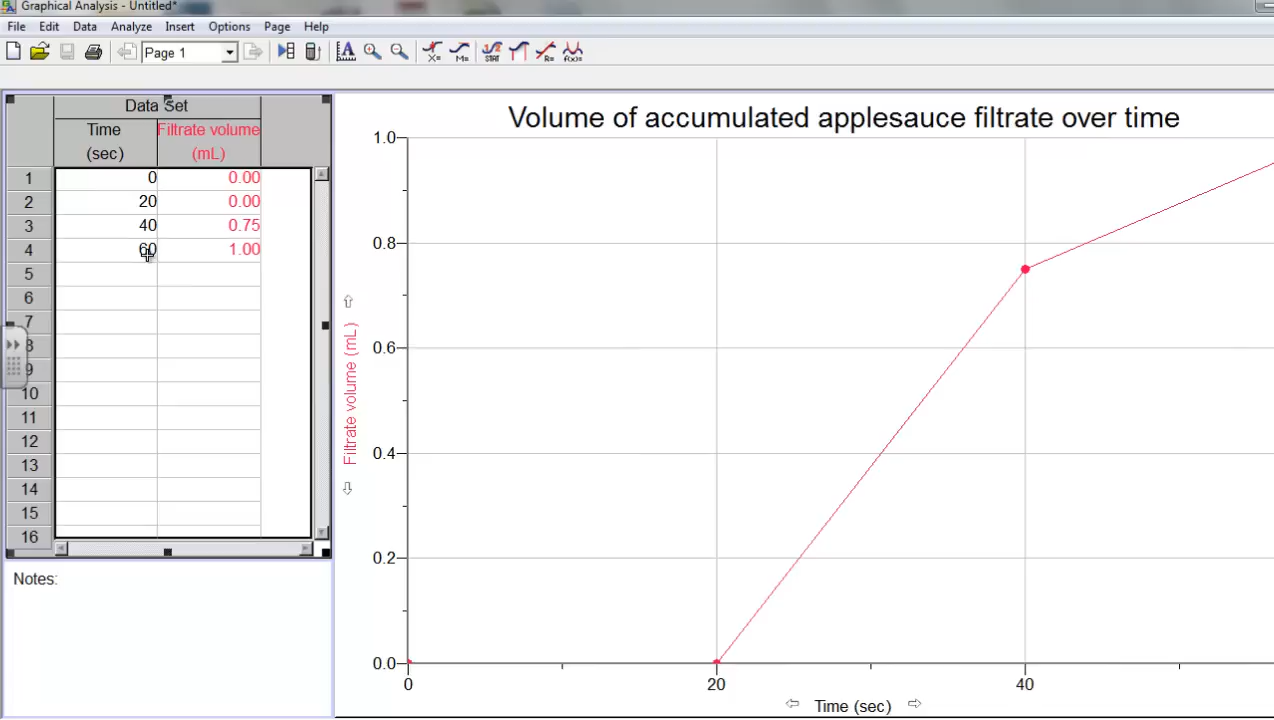 Graphical Analysis - Untitled*
File Edit Data Analyze Insert Options Page Help
Page 1
X= M= STAT R= f(x)=
Data Set
Time Filtrate volume
(sec) (mL)
1 0 0.00
2 20 0.00
3 40 0.75
4 60 1.00
5
6
7
8
9
10
11
12
13
14
15
16
Notes:
Volume of accumulated applesauce filtrate over time
1.0
0.8
0.6
0.4
0.2
0.0
Filtrate volume (mL)
0 20 40
Time (sec)